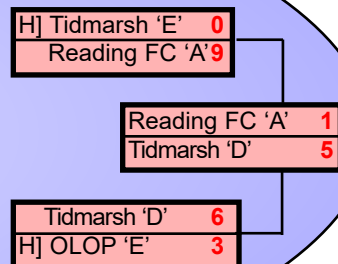 H] Tidmarsh ‘E’ 0
Reading FC ‘A’ 9
Reading FC ‘A’ 1
Tidmarsh ‘D’ 5
Tidmarsh ‘D’ 6
H] OLOP ‘E’ 3